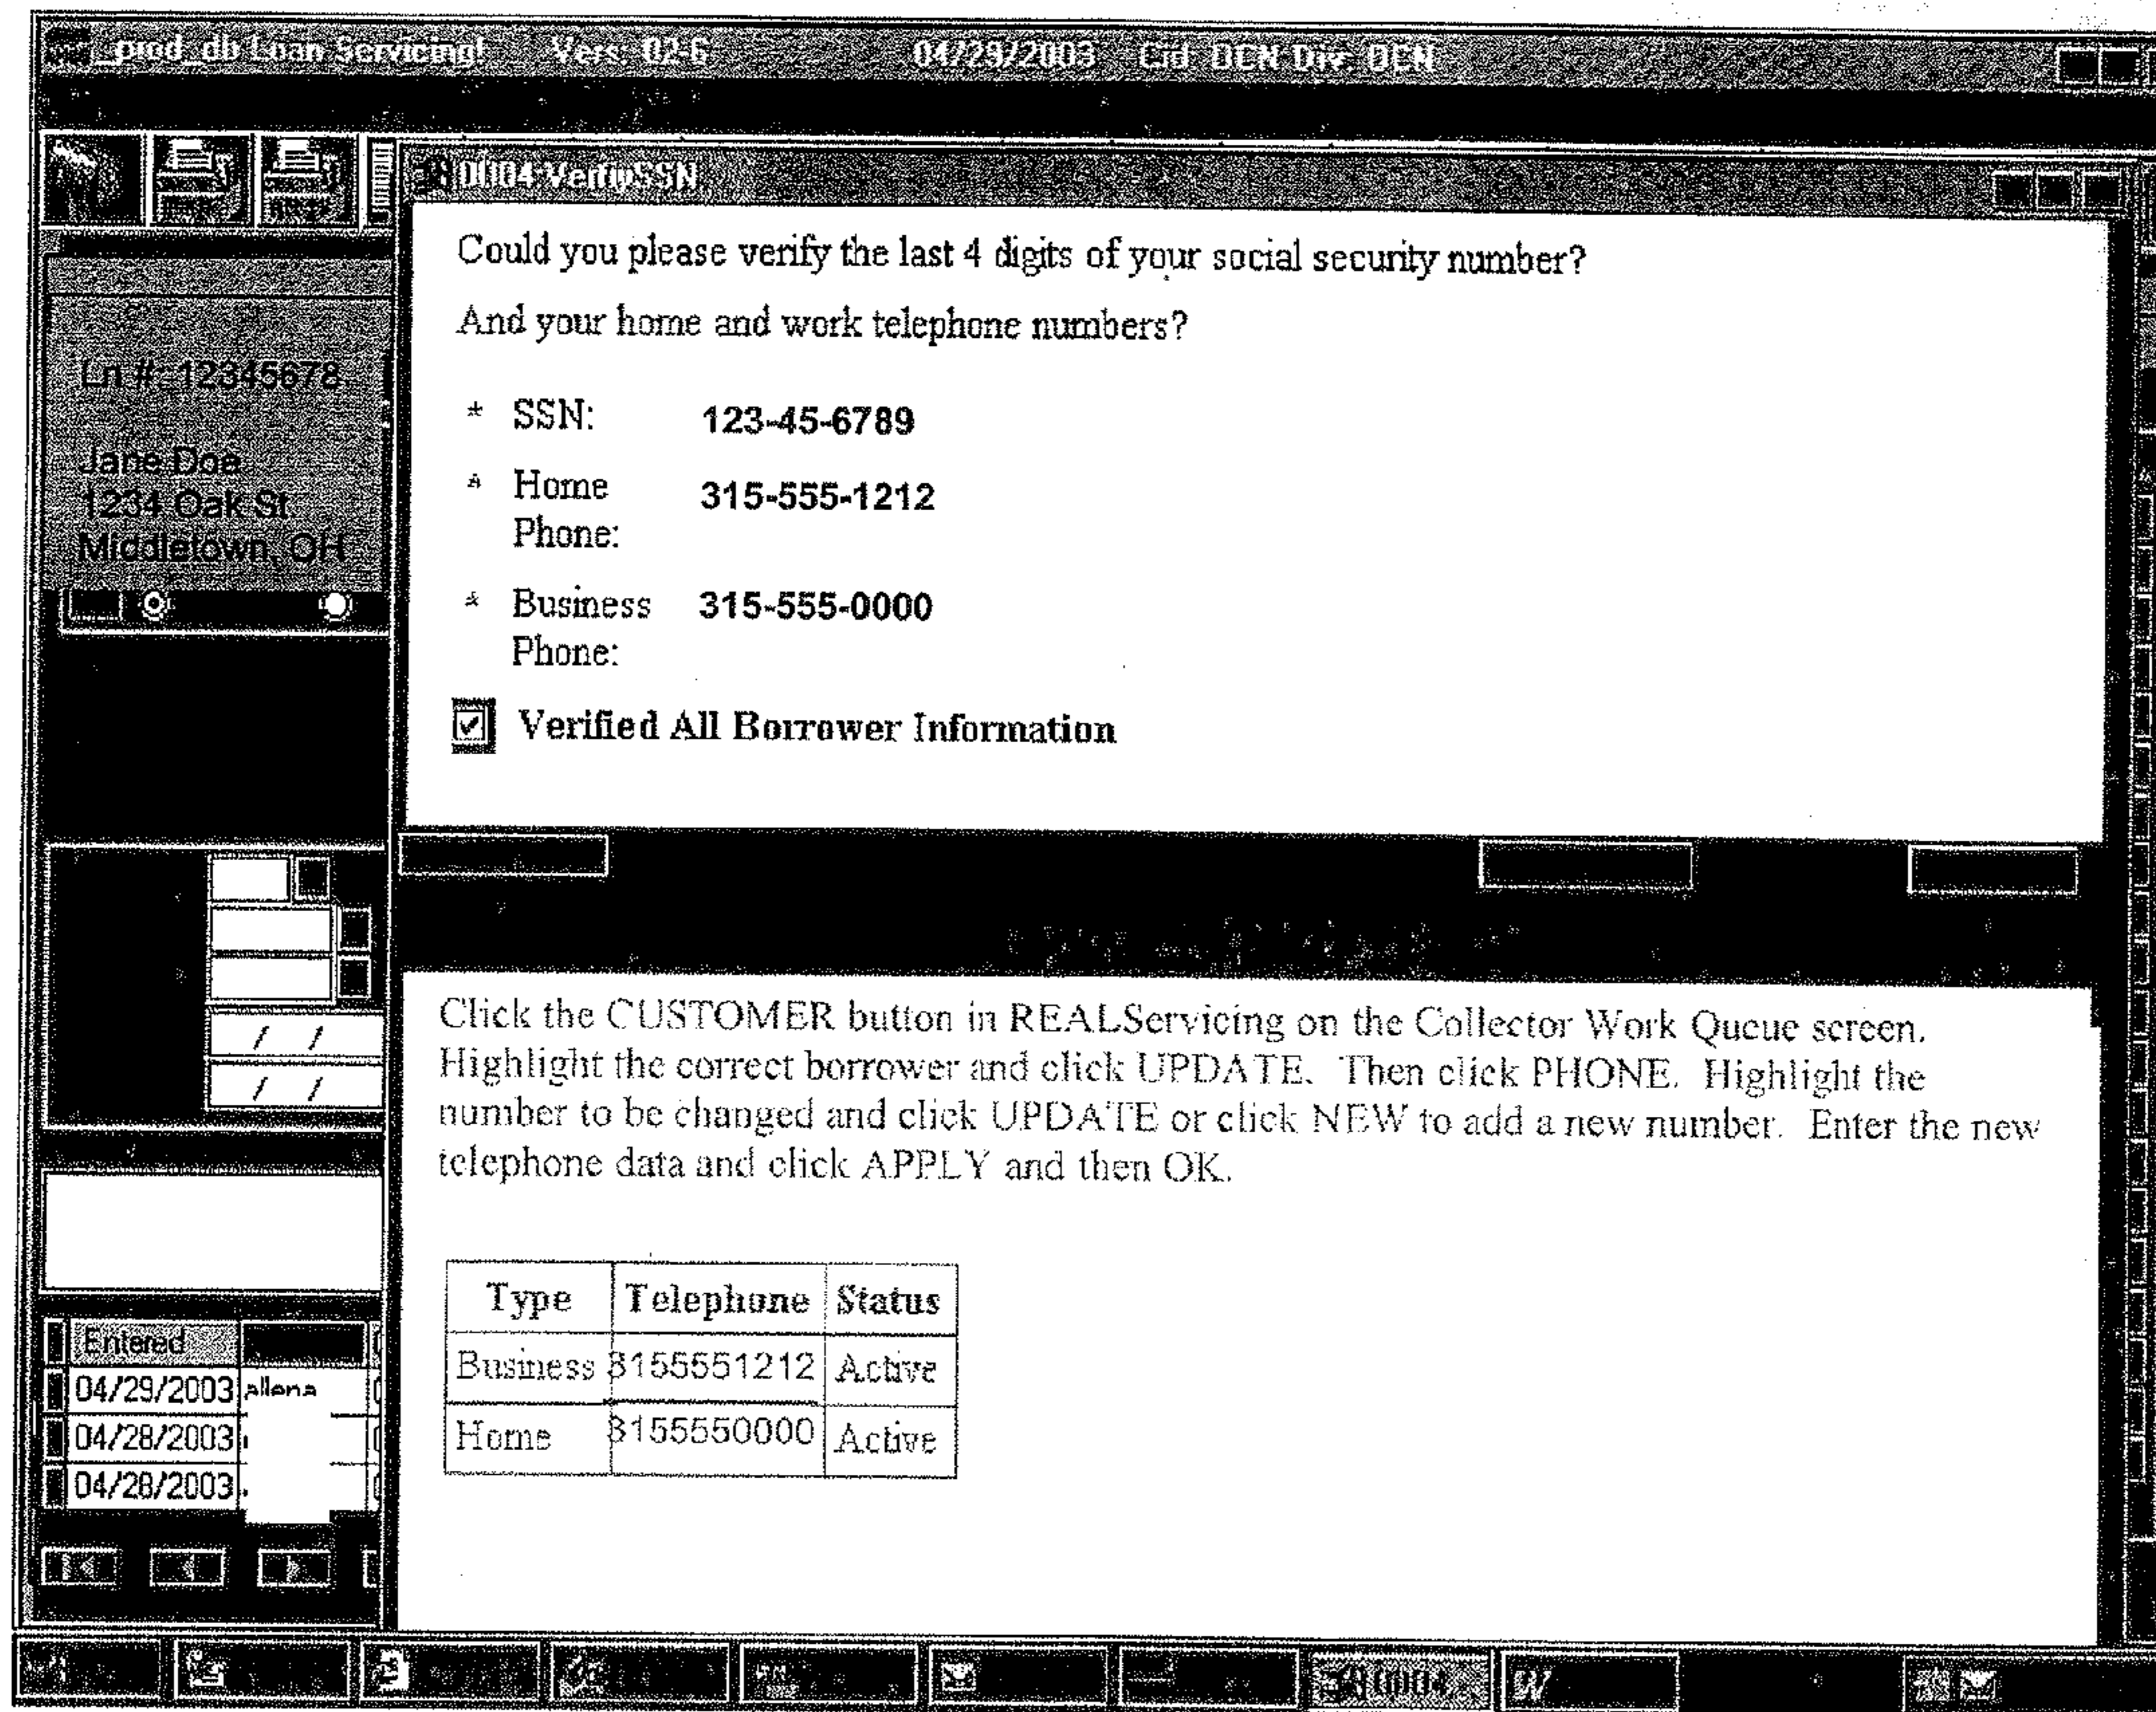 _prod_db Loan Servicing! Vers: 02-6 04/29/2003 Cid: DEN Div: DEN
0004-VerifySSN
Could you please verify the last 4 digits of your social security number?
And your home and work telephone numbers?
Ln #: 12345678
Jane Doe
1234 Oak St
Middletown, OH
* SSN: 123-45-6789
* Home 315-555-1212
Phone:
* Business 315-555-0000
Phone:
Verified All Borrower Information
/ /
/ /
Click the CUSTOMER button in REALServicing on the Collector Work Queue screen.
Highlight the correct borrower and click UPDATE. Then click PHONE. Highlight the
number to be changed and click UPDATE or click NEW to add a new number. Enter the new
telephone data and click APPLY and then OK.
Type Telephone Status
Business 3155551212 Active
Home 3155550000 Active
Entered
04/29/2003 allena
04/28/2003
04/28/2003
0004